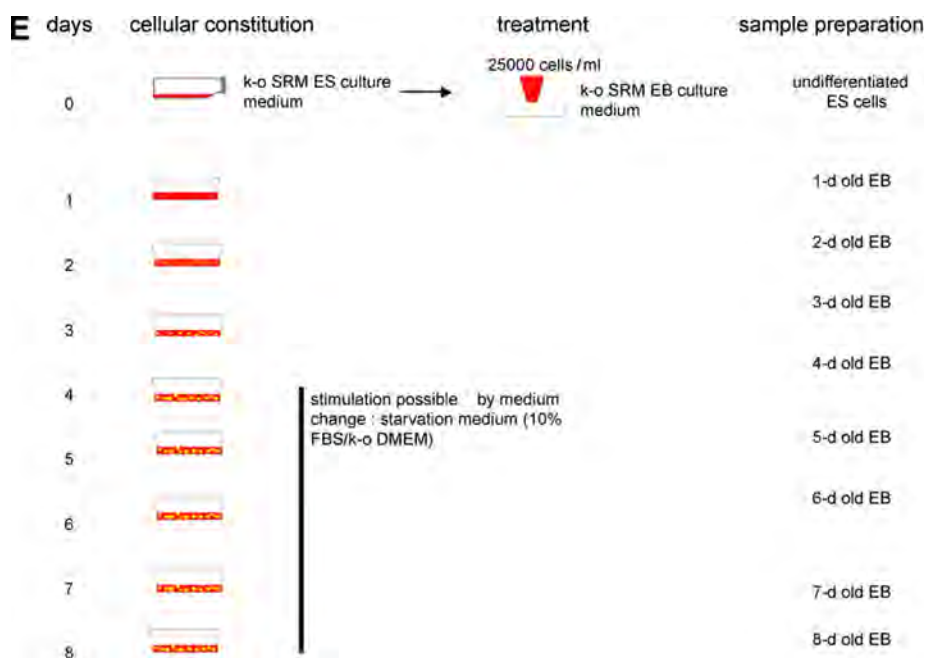 E days cellular constitution treatment sample preparation
25000 cells/ml
0 k-o SRM ES culture medium k-o SRM EB culture medium undifferentiated ES cells
1 1-d old EB
2 2-d old EB
3 3-d old EB
4 4-d old EB
stimulation possible by medium
change : starvation medium (10%
FBS/k-o DMEM)
5 5-d old EB
6 6-d old EB
7 7-d old EB
8 8-d old EB